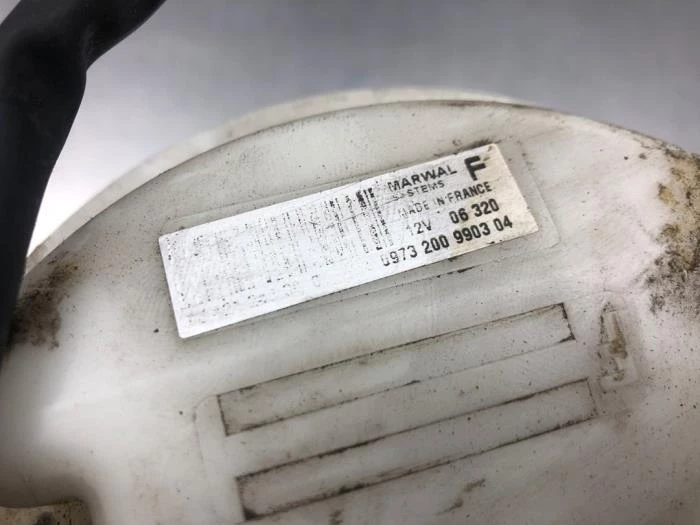 MARWAL F
SYSTEMS
MADE IN FRANCE
12V 06 320
0973 200 9903 04